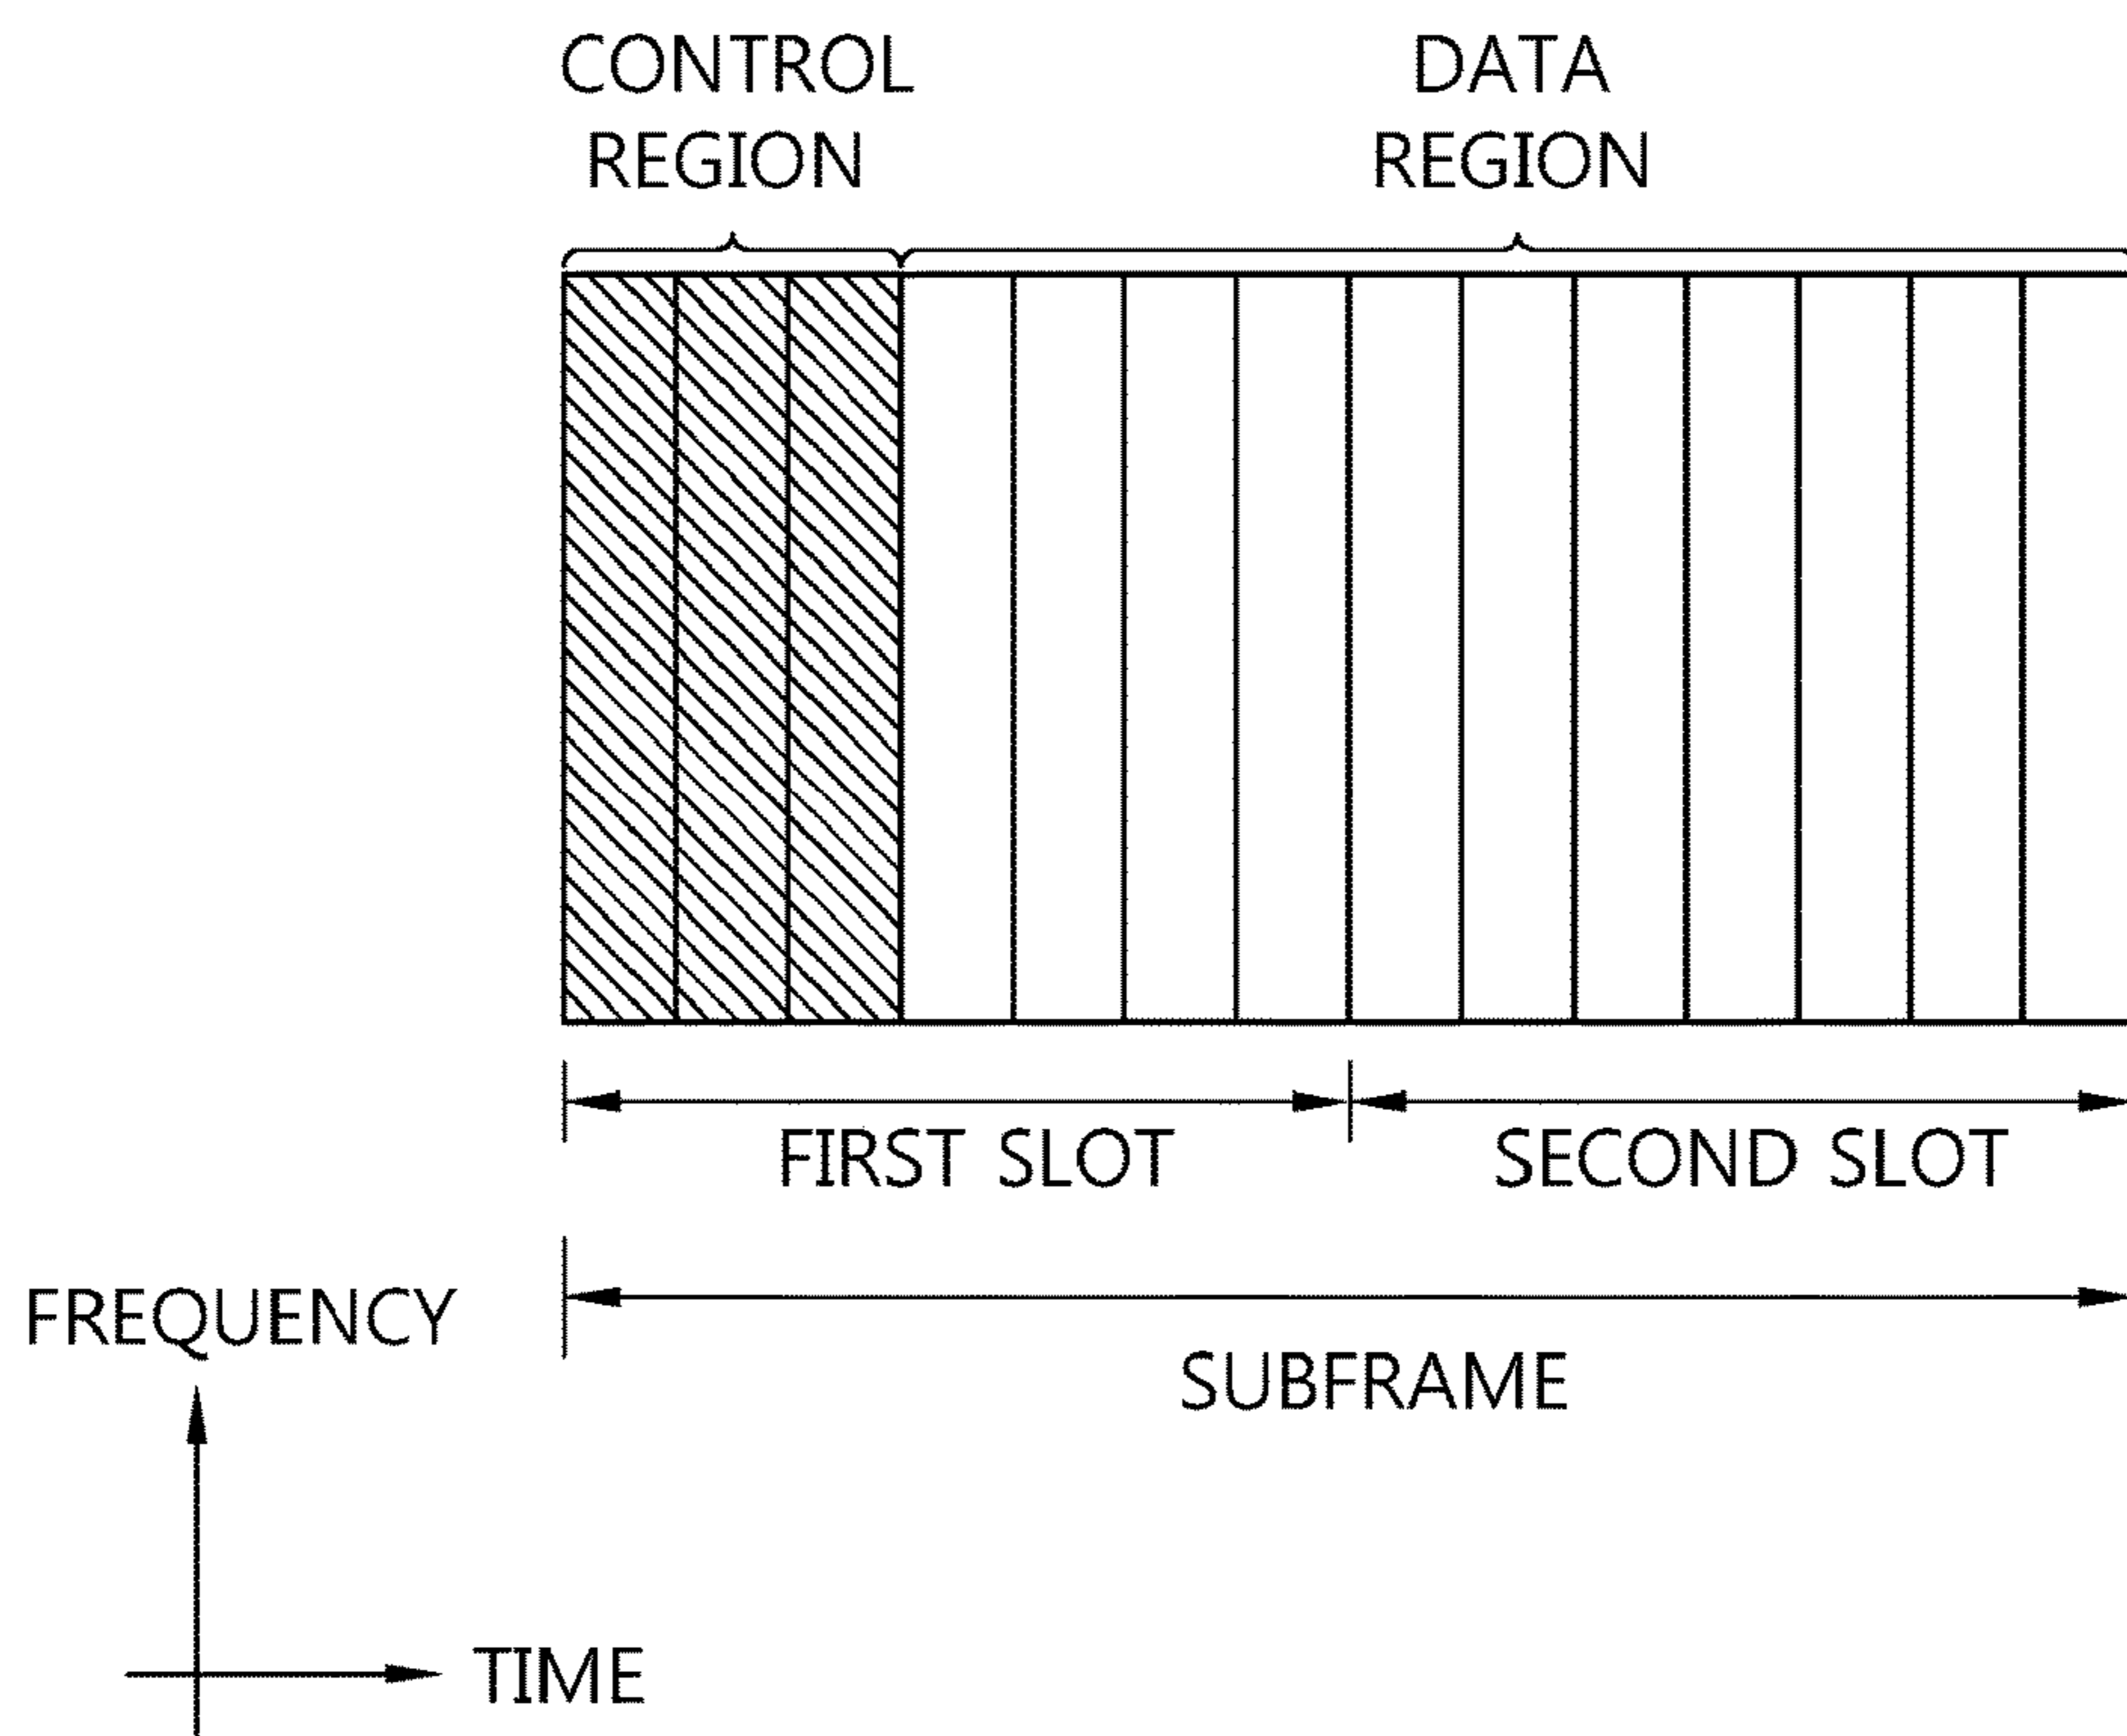 CONTROL
REGION
DATA
REGION
FIRST SLOT
SECOND SLOT
SUBFRAME
FREQUENCY
TIME